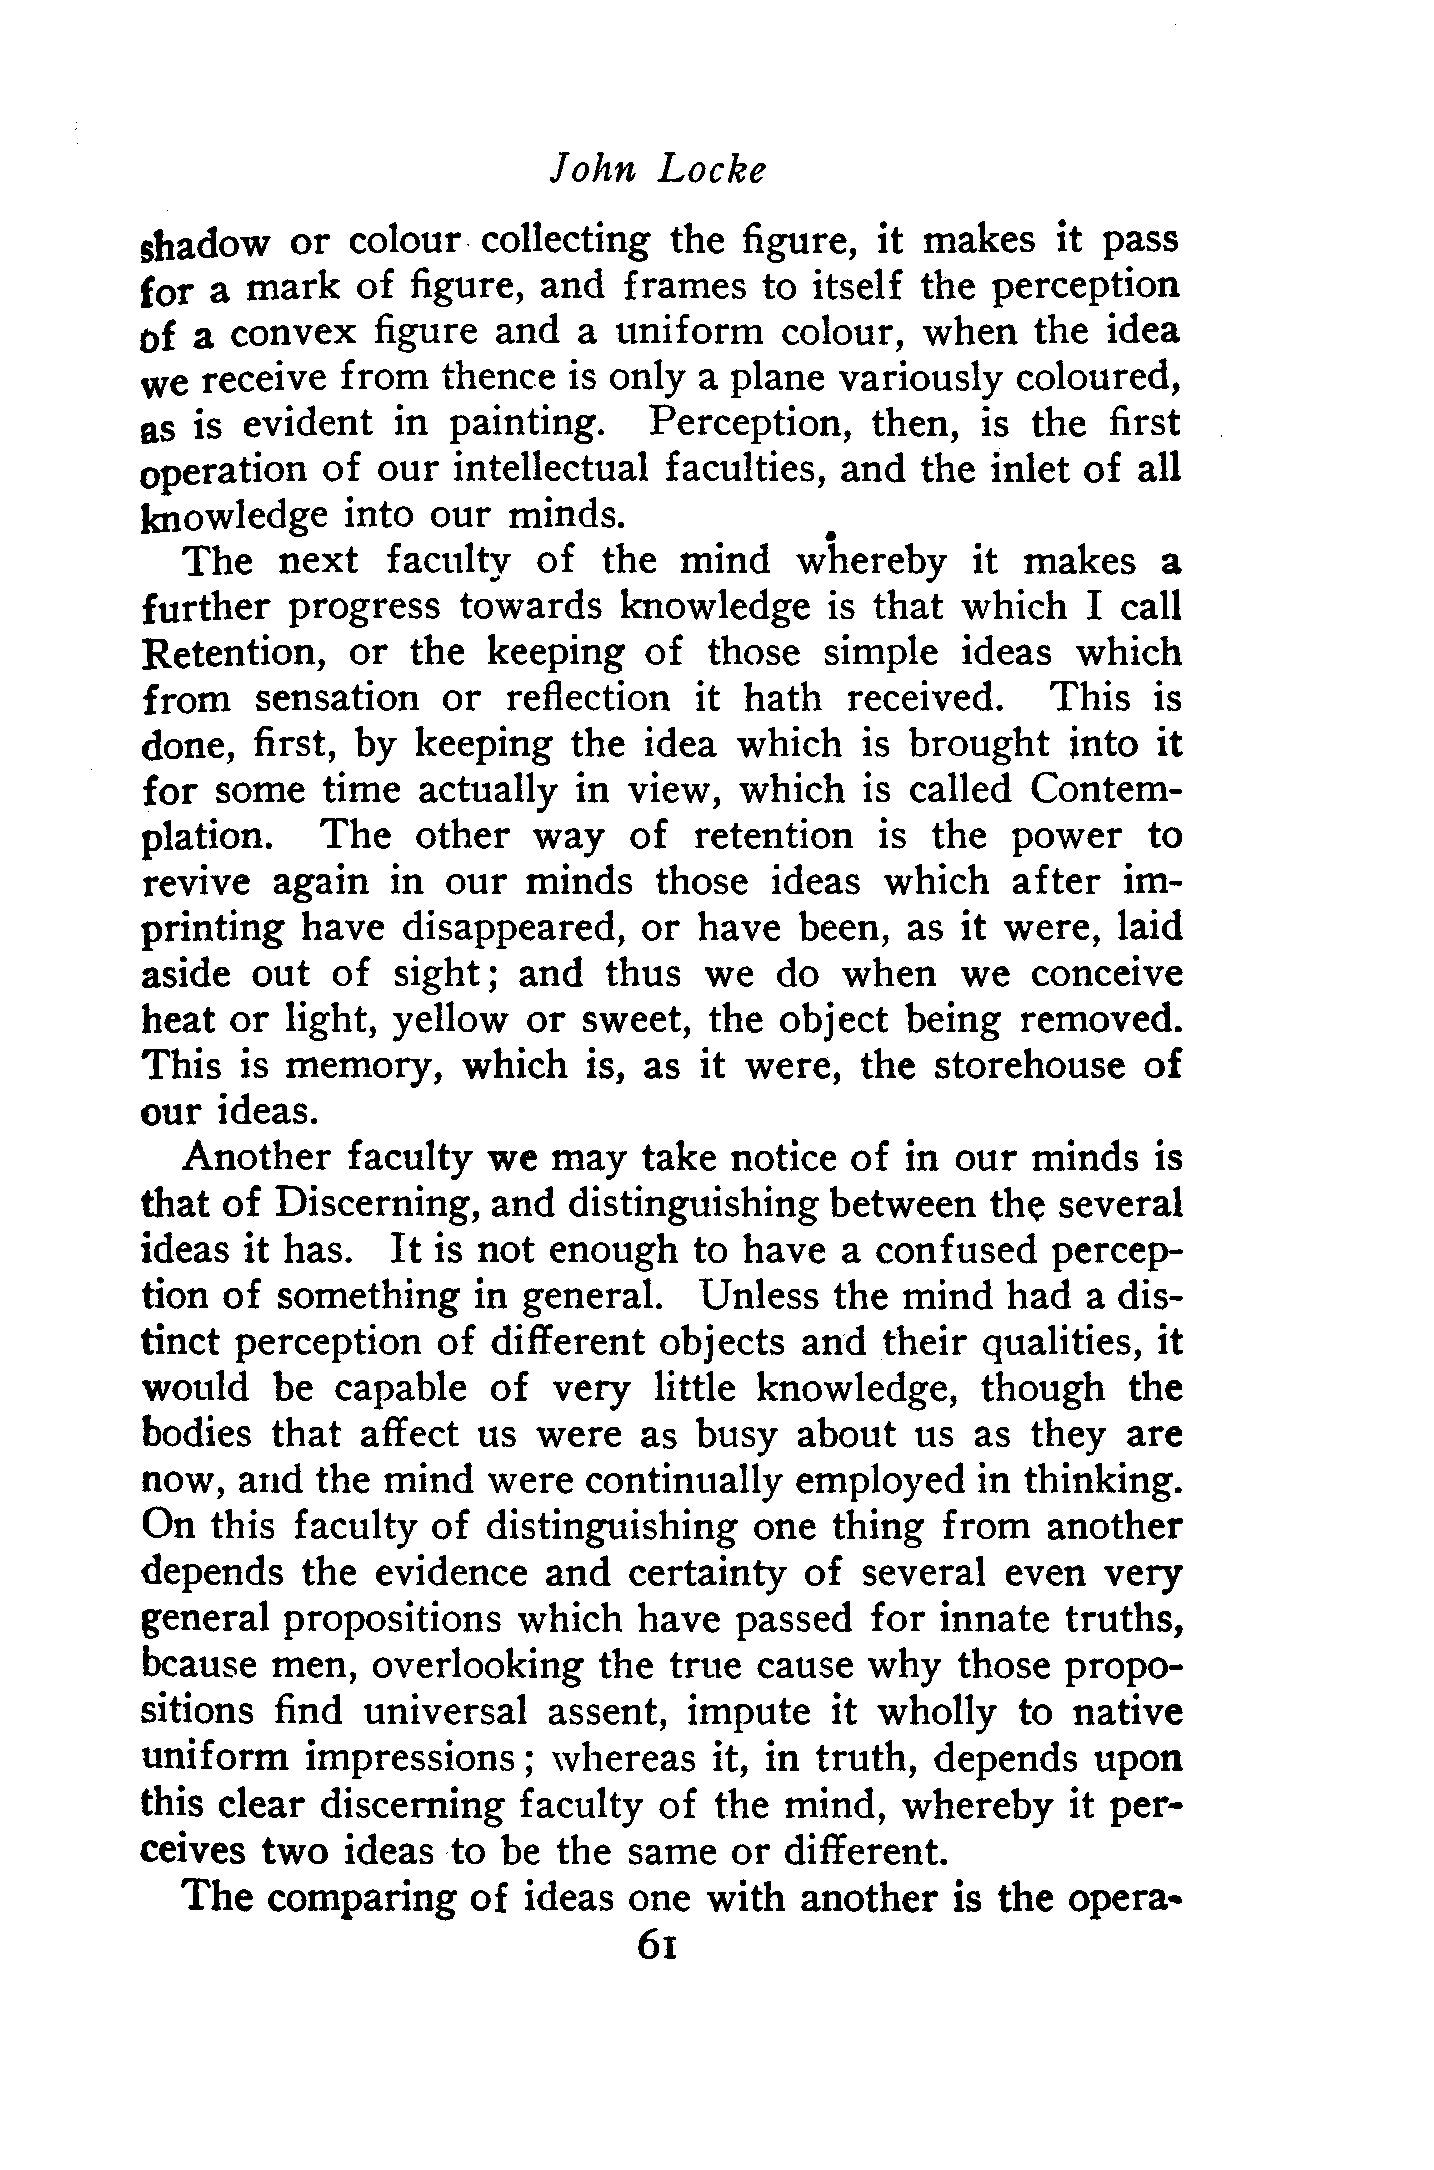 John Locke
shadow or colour collecting the figure, it makes it pass
for a mark of figure, and frames to itself the perception
of a convex figure and a uniform colour, when the idea
we receive from thence is only a plane variously coloured,
as is evident in painting. Perception, then, is the first
operation of our intellectual faculties, and the inlet of all
knowledge into our minds.
The next faculty of the mind whereby it makes a
further progress towards knowledge is that which I call
Retention, or the keeping of those simple ideas which
from sensation or reflection it hath received. This is
done, first, by keeping the idea which is brought into it
for some time actually in view, which is called Contem-
plation. The other way of retention is the power to
revive again in our minds those ideas which after im-
printing have disappeared, or have been, as it were, laid
aside out of sight; and thus we do when we conceive
heat or light, yellow or sweet, the object being removed.
This is memory, which is, as it were, the storehouse of
our ideas.
Another faculty we may take notice of in our minds is
that of Discerning, and distinguishing between the several
ideas it has. It is not enough to have a confused percep-
tion of something in general. Unless the mind had a dis-
tinct perception of different objects and their qualities, it
would be capable of very little knowledge, though the
bodies that affect us were as busy about us as they are
now, and the mind were continually employed in thinking.
On this faculty of distinguishing one thing from another
depends the evidence and certainty of several even very
general propositions which have passed for innate truths,
bcause men, overlooking the true cause why those propo-
sitions find universal assent, impute it wholly to native
uniform impressions; whereas it, in truth, depends upon
this clear discerning faculty of the mind, whereby it per-
ceives two ideas to be the same or different.
The comparing of ideas one with another is the opera-
61